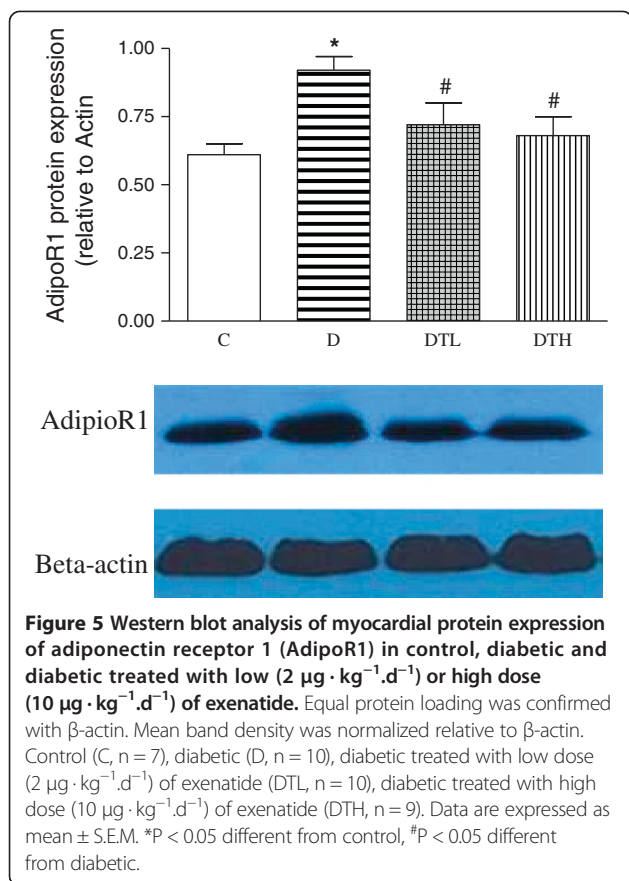 1.00
0.75
0.50
0.25
0.00
AdipoR1 protein expression
(relative to Actin
*
#
#
C D DTL DTH
AdipioR1
Beta-actin
Figure 5 Western blot analysis of myocardial protein expression
of adiponectin receptor 1 (AdipoR1) in control, diabetic and
diabetic treated with low (2 μg · kg⁻¹.d⁻¹) or high dose
(10 μg · kg⁻¹.d⁻¹) of exenatide. Equal protein loading was confirmed
with β-actin. Mean band density was normalized relative to β-actin.
Control (C, n = 7), diabetic (D, n = 10), diabetic treated with low dose
(2 μg · kg⁻¹.d⁻¹) of exenatide (DTL, n = 10), diabetic treated with high
dose (10 μg · kg⁻¹.d⁻¹) of exenatide (DTH, n = 9). Data are expressed as
mean ± S.E.M. *P < 0.05 different from control, #P < 0.05 different
from diabetic.